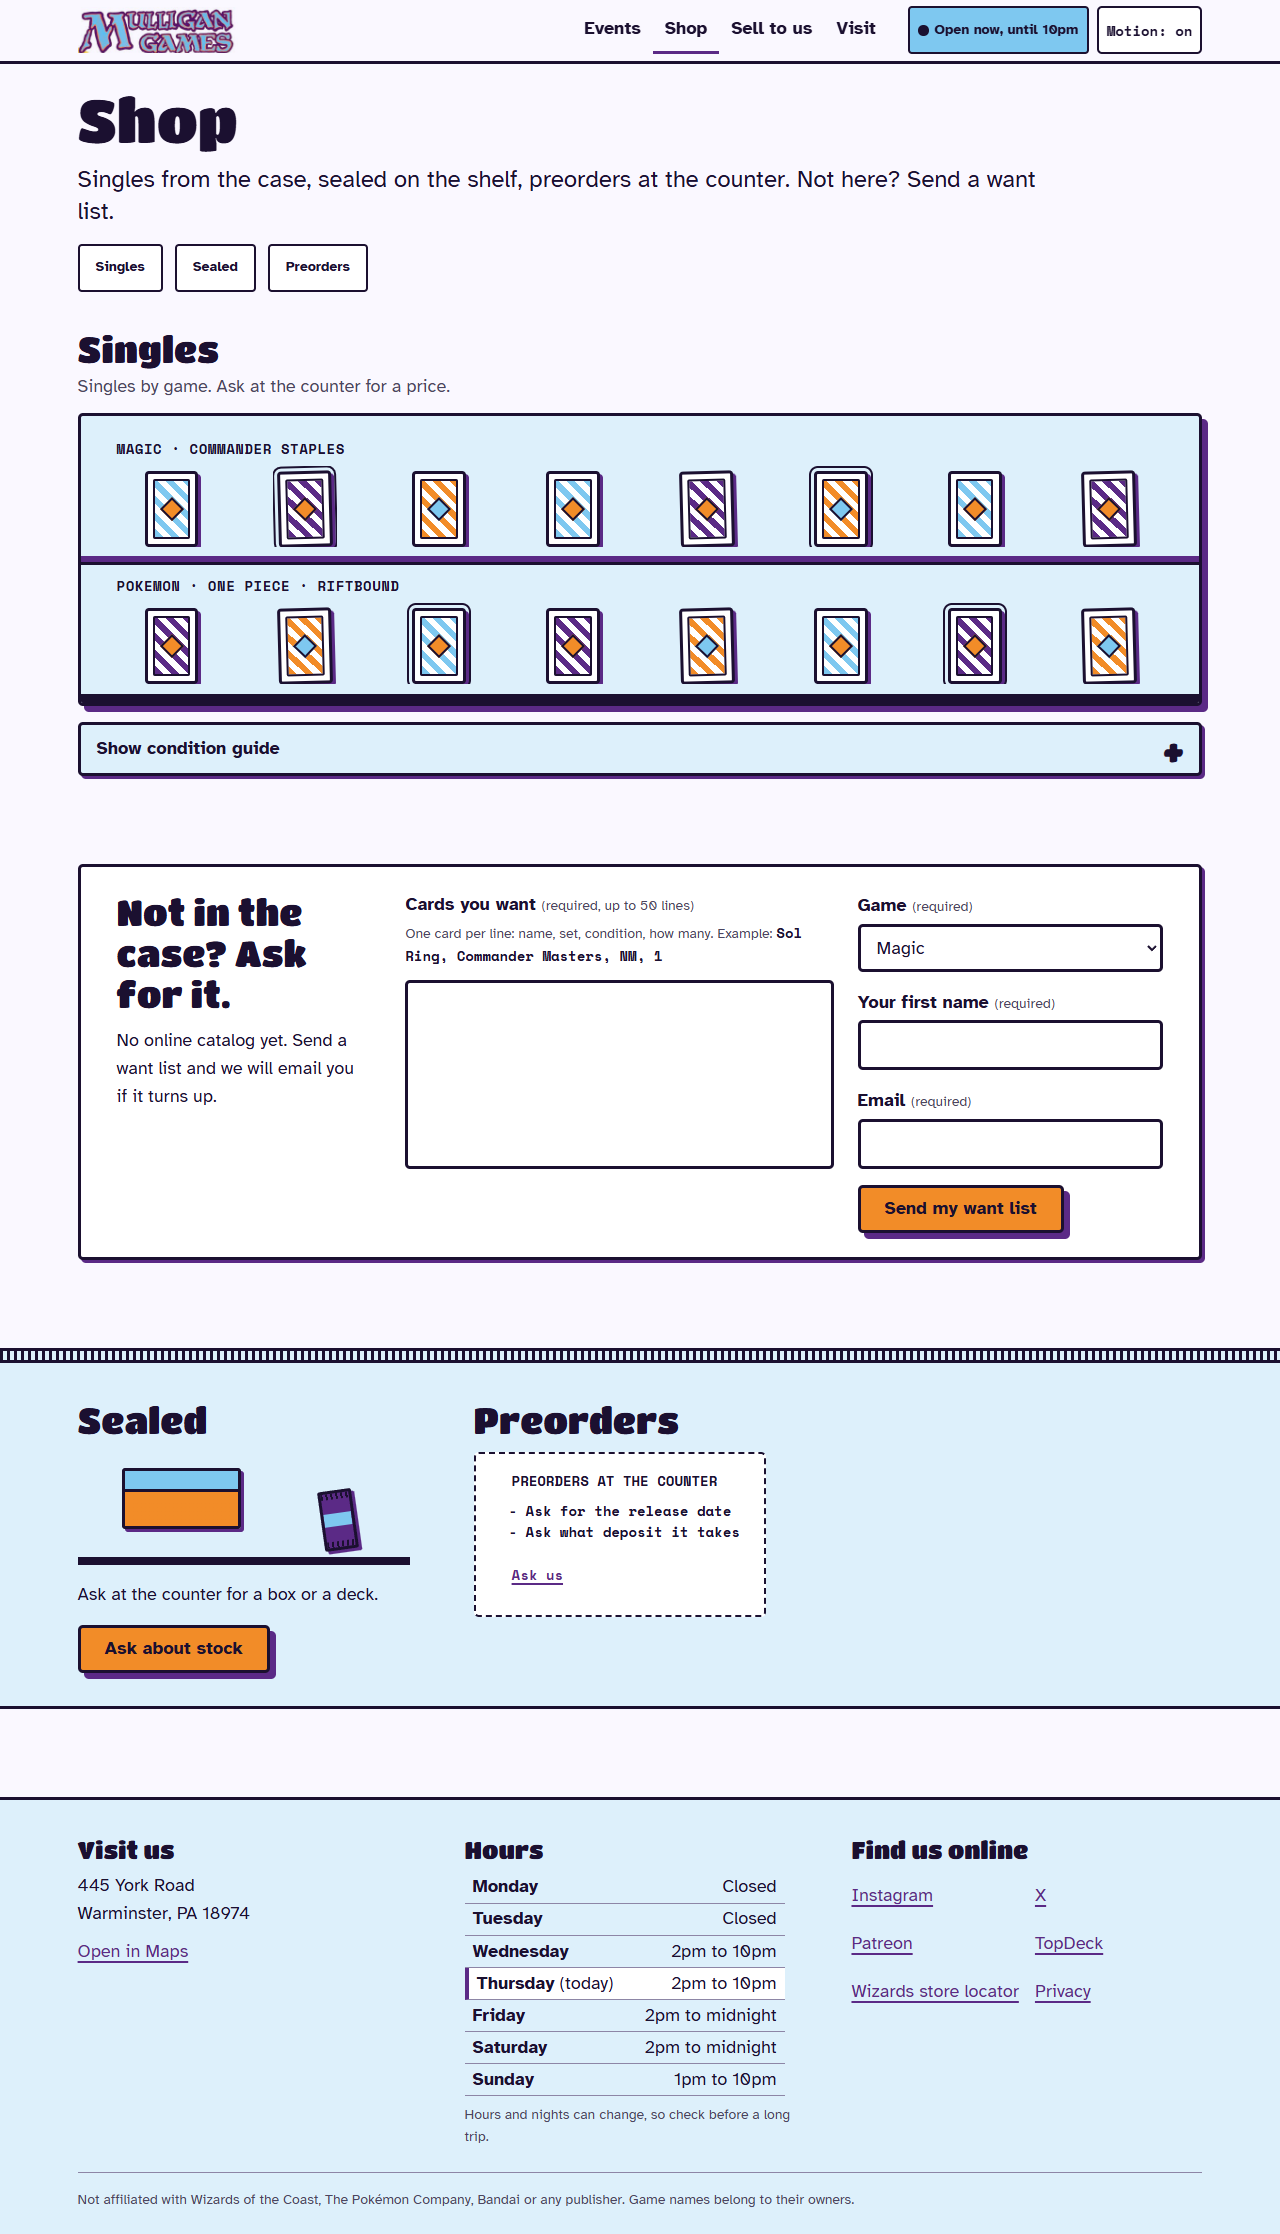 MULLIGAN GAMES
Events
Shop
Sell to us
Visit
Open now, until 10pm
Motion: on
Shop
Singles from the case, sealed on the shelf, preorders at the counter. Not here? Send a want
list.
Singles
Sealed
Preorders
Singles
Singles by game. Ask at the counter for a price.
MAGIC · COMMANDER STAPLES
POKEMON · ONE PIECE · RIFTBOUND
Show condition guide
Not in the
case? Ask
for it.
No online catalog yet. Send a
want list and we will email you
if it turns up.
Cards you want (required, up to 50 lines)
One card per line: name, set, condition, how many. Example: Sol
Ring, Commander Masters, NM, 1
Game (required)
Magic
Your first name (required)
Email (required)
Send my want list
Sealed
Ask at the counter for a box or a deck.
Ask about stock
Preorders
PREORDERS AT THE COUNTER
- Ask for the release date
- Ask what deposit it takes
Ask us
Visit us
445 York Road
Warminster, PA 18974
Open in Maps
Hours
Monday Closed
Tuesday Closed
Wednesday 2pm to 10pm
Thursday (today) 2pm to 10pm
Friday 2pm to midnight
Saturday 2pm to midnight
Sunday 1pm to 10pm
Hours and nights can change, so check before a long
trip.
Find us online
Instagram
X
Patreon
TopDeck
Wizards store locator
Privacy
Not affiliated with Wizards of the Coast, The Pokémon Company, Bandai or any publisher. Game names belong to their owners.